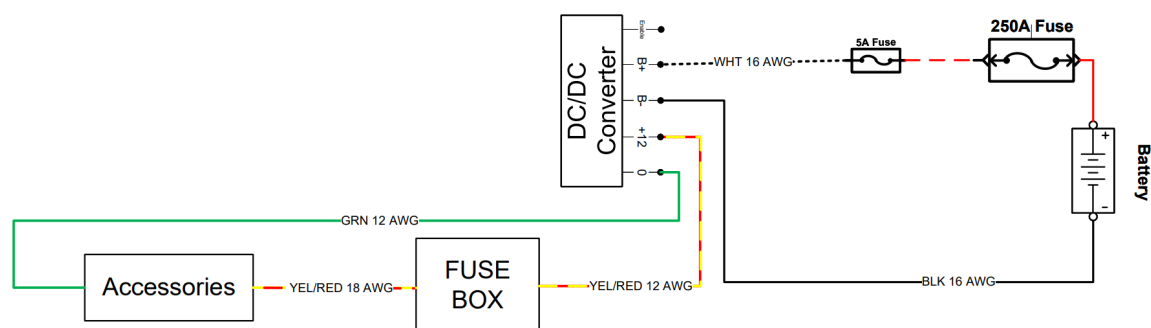 250A Fuse
Enable
5A Fuse
DC/DC
Converter
B+
WHT 16 AWG
B-
+12
0
+
Battery
-
GRN 12 AWG
Accessories
YEL/RED 18 AWG
FUSE
BOX
YEL/RED 12 AWG
BLK 16 AWG